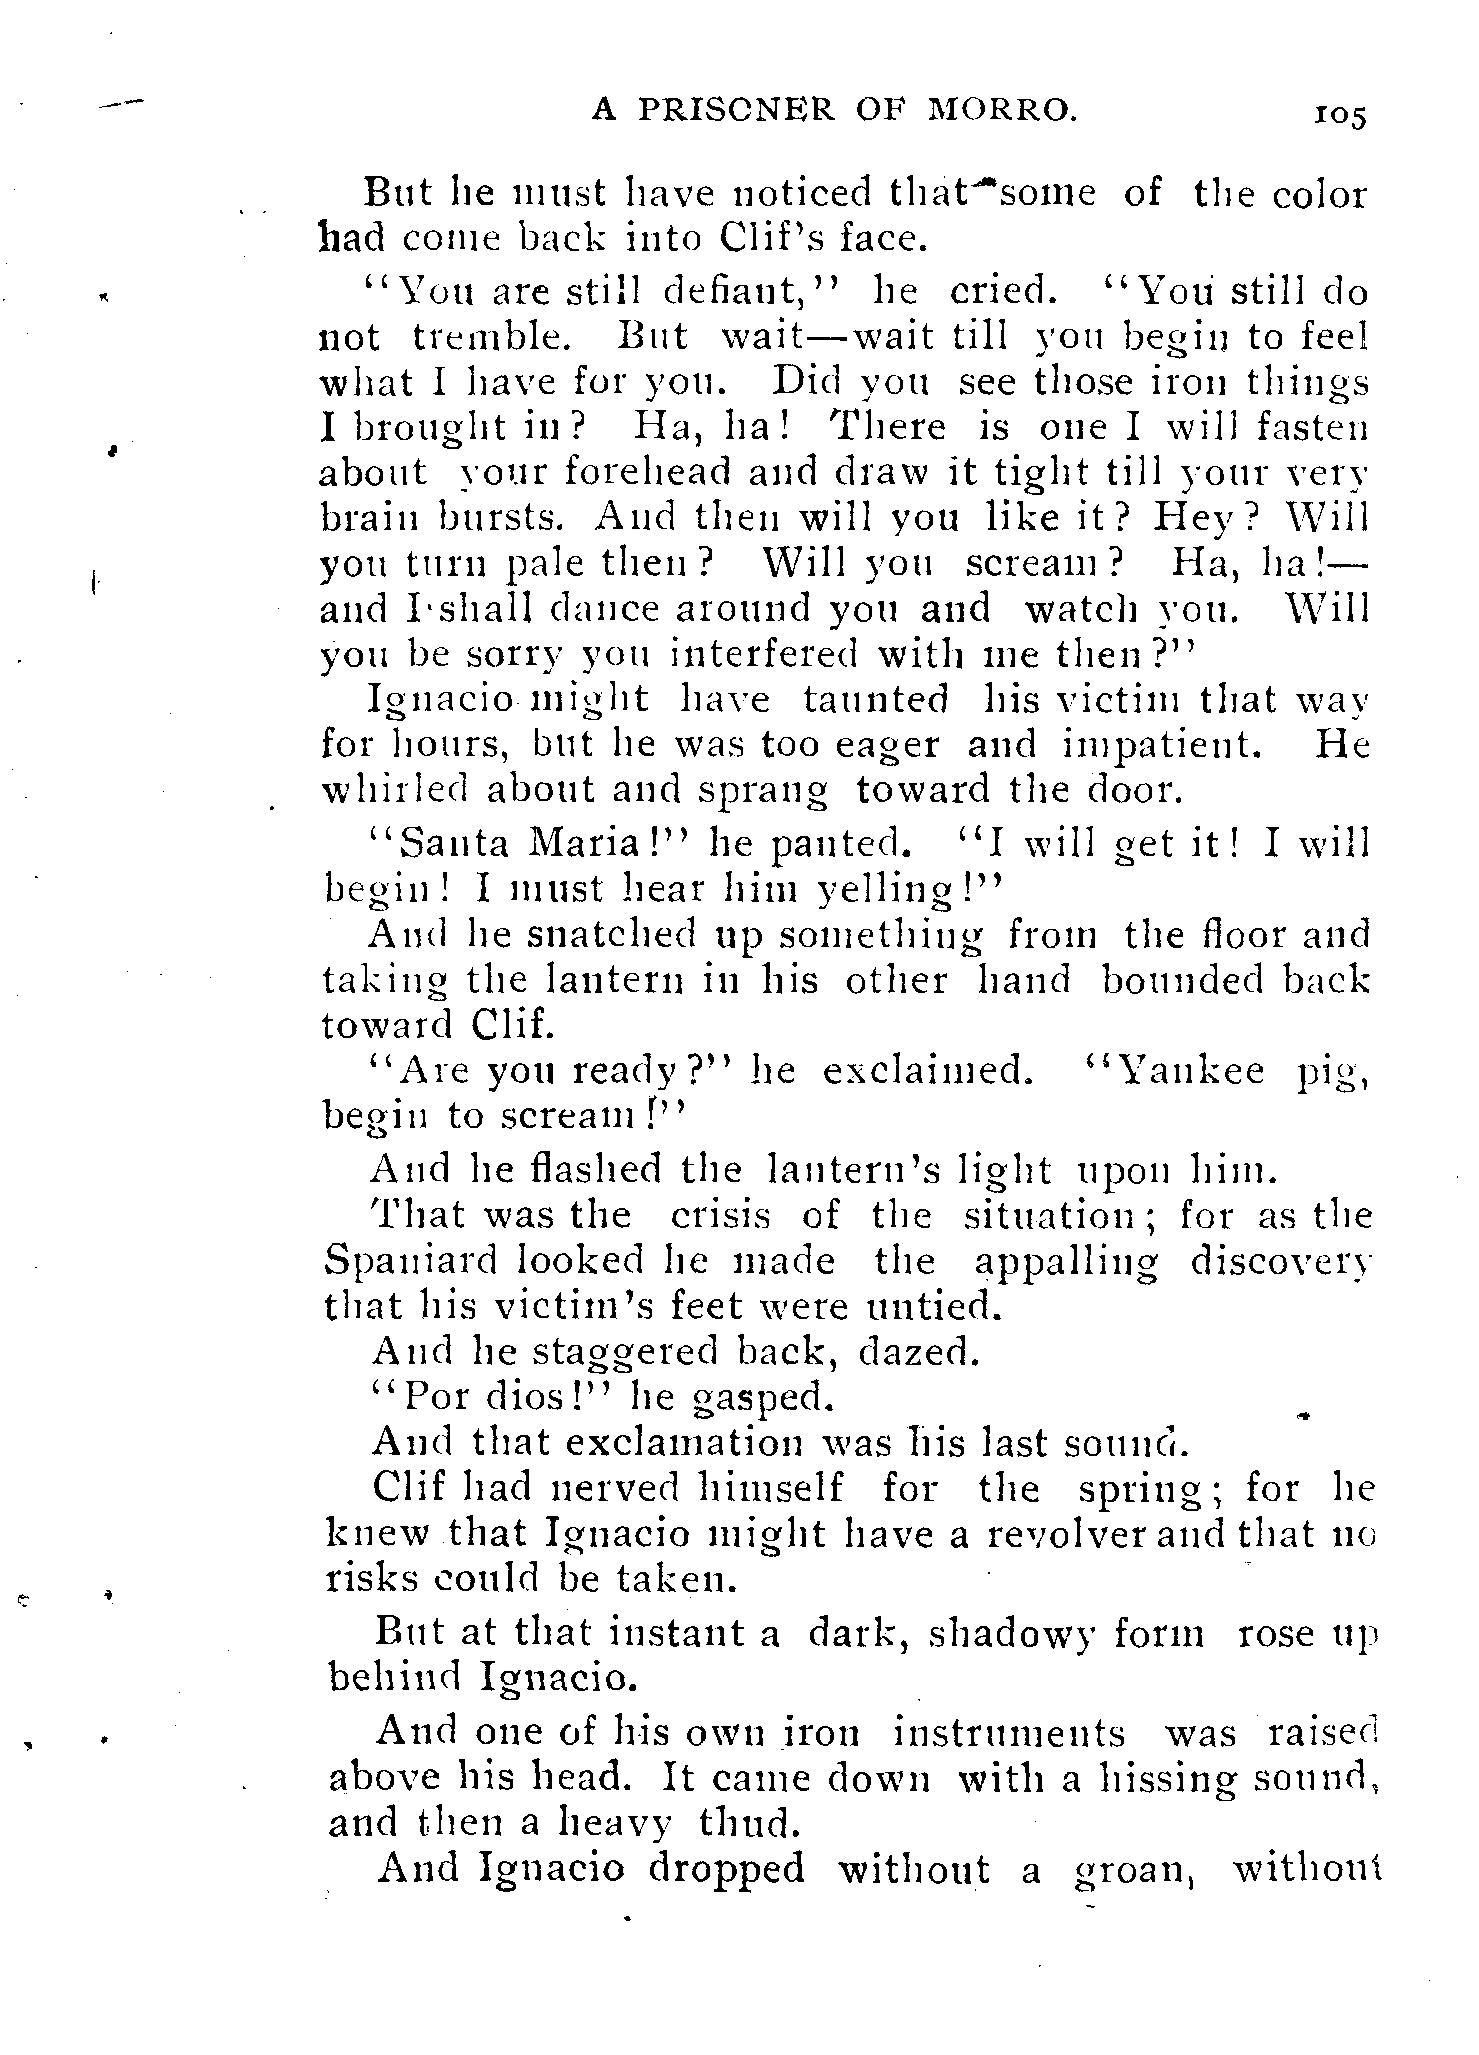 A PRISONER OF MORRO. 105
But he must have noticed that some of the color
had come back into Clif's face.
"You are still defiant," he cried. "You still do
not tremble. But wait—wait till you begin to feel
what I have for you. Did you see those iron things
I brought in? Ha, ha! There is one I will fasten
about your forehead and draw it tight till your very
brain bursts. And then will you like it? Hey? Will
you turn pale then? Will you scream? Ha, ha!—
and I shall dance around you and watch you. Will
you be sorry you interfered with me then?"
Ignacio might have taunted his victim that way
for hours, but he was too eager and impatient. He
whirled about and sprang toward the door.
"Santa Maria!" he panted. "I will get it! I will
begin! I must hear him yelling!"
And he snatched up something from the floor and
taking the lantern in his other hand bounded back
toward Clif.
"Are you ready?" he exclaimed. "Yankee pig,
begin to scream!"
And he flashed the lantern's light upon him.
That was the crisis of the situation; for as the
Spaniard looked he made the appalling discovery
that his victim's feet were untied.
And he staggered back, dazed.
"Por dios!" he gasped.
And that exclamation was his last sound.
Clif had nerved himself for the spring; for he
knew that Ignacio might have a revolver and that no
risks could be taken.
But at that instant a dark, shadowy form rose up
behind Ignacio.
And one of his own iron instruments was raised
above his head. It came down with a hissing sound,
and then a heavy thud.
And Ignacio dropped without a groan, without